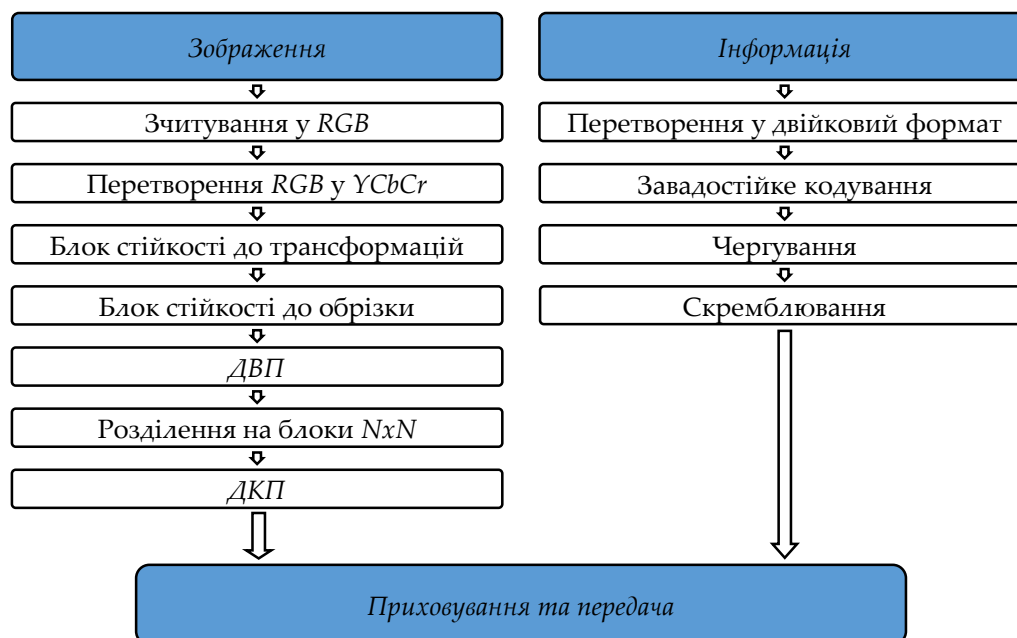 Зображення
Зчитування у RGB
Перетворення RGB у YCbCr
Блок стійкості до трансформацій
Блок стійкості до обрізки
ДВП
Розділення на блоки NxN
ДКП
Інформація
Перетворення у двійковий формат
Завадостійке кодування
Чергування
Скремблювання
Приховування та передача